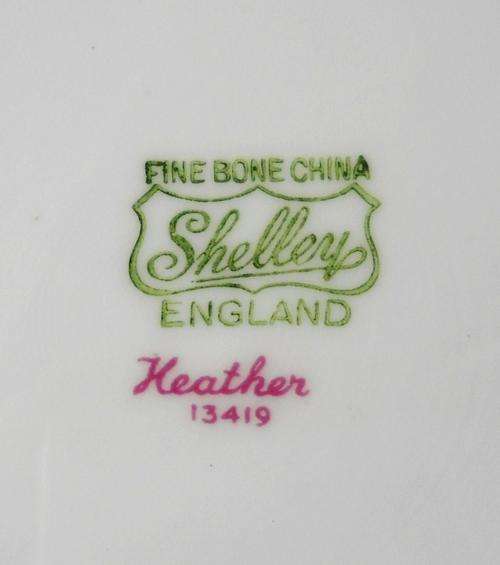 FINE BONE CHINA
Shelley
ENGLAND
Heather
13419